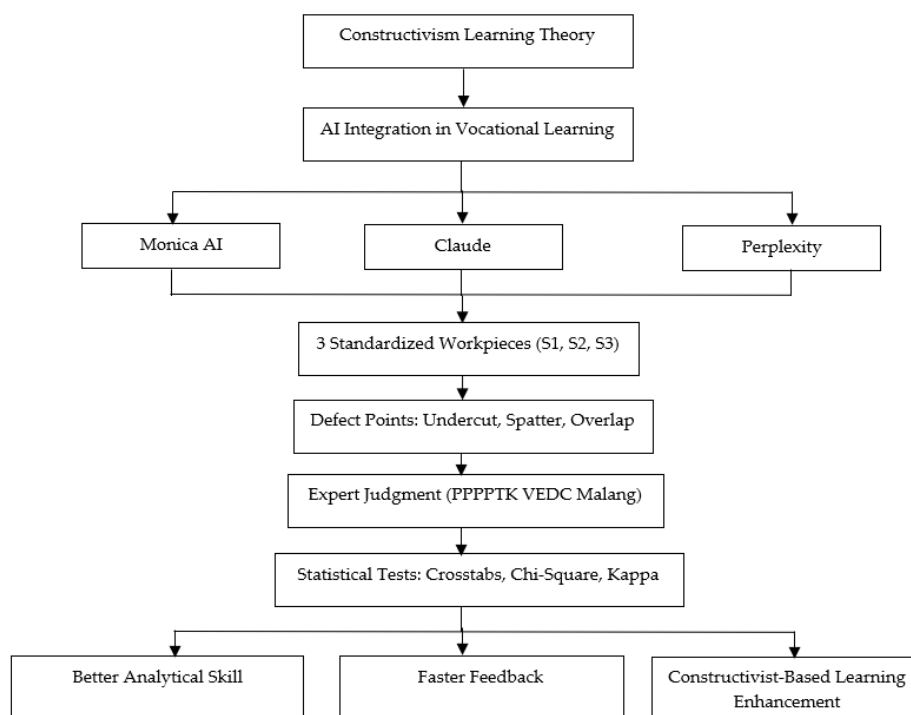 Constructivism Learning Theory
AI Integration in Vocational Learning
Monica AI
Claude
Perplexity
3 Standardized Workpieces (S1, S2, S3)
Defect Points: Undercut, Spatter, Overlap
Expert Judgment (PPPPTK VEDC Malang)
Statistical Tests: Crosstabs, Chi-Square, Kappa
Better Analytical Skill
Faster Feedback
Constructivist-Based Learning
Enhancement